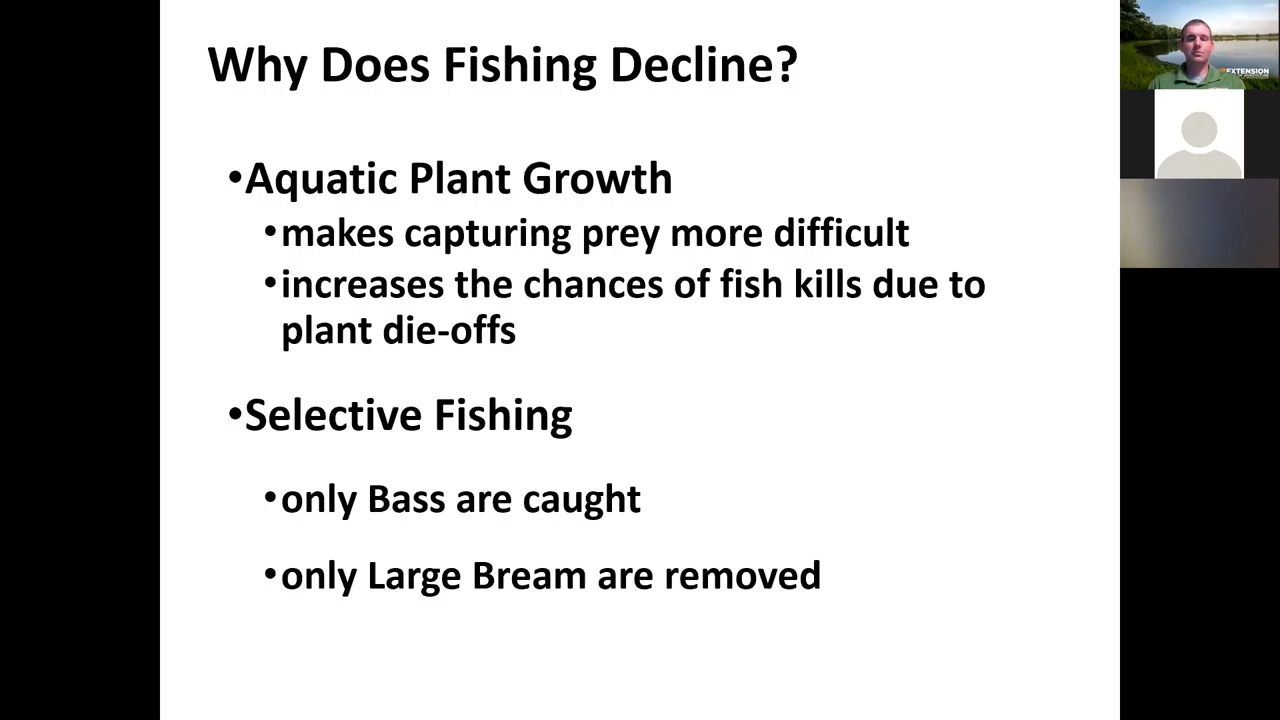 Why Does Fishing Decline?
•Aquatic Plant Growth
•makes capturing prey more difficult
•increases the chances of fish kills due to
plant die-offs
•Selective Fishing
•only Bass are caught
•only Large Bream are removed
EXTENSION